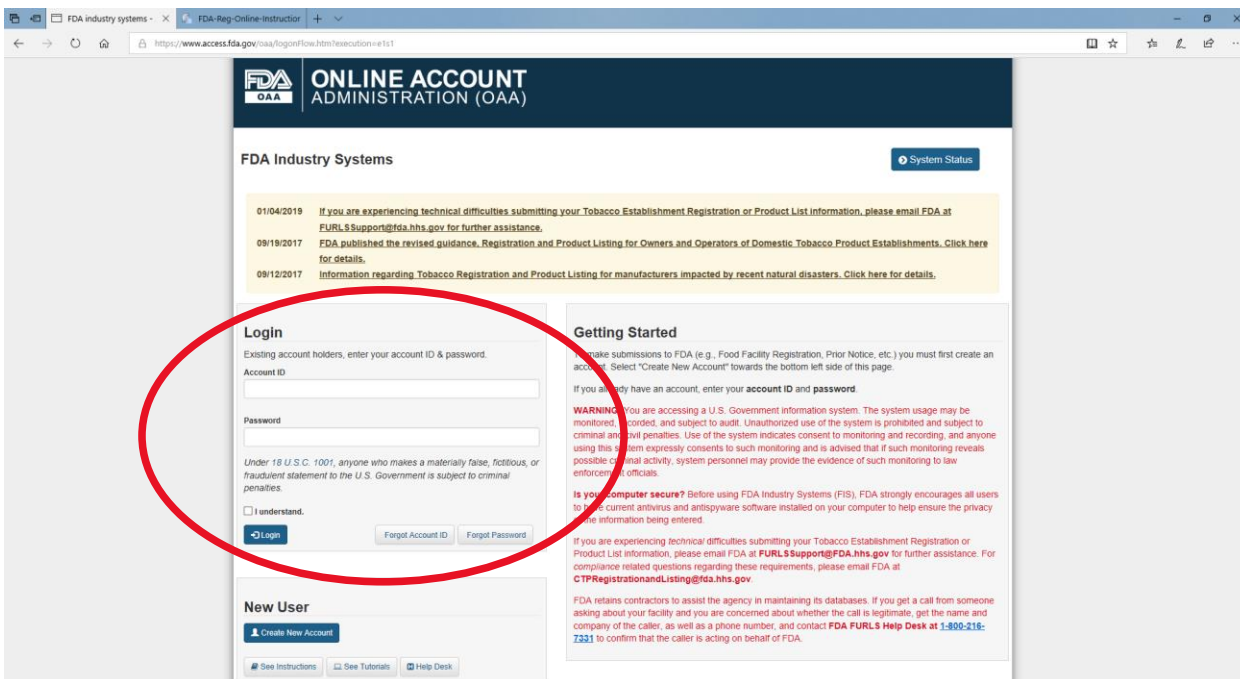 FDA industry systems -
FDA-Reg-Online-Instruction
https://www.access.fda.gov/oaa/logonFlow.htm?execution=e1s1
FDA
OAA
ONLINE ACCOUNT
ADMINISTRATION (OAA)
FDA Industry Systems
System Status
01/04/2019 If you are experiencing technical difficulties submitting your Tobacco Establishment Registration or Product List information, please email FDA at
FURLSSupport@fda.hhs.gov for further assistance.
09/19/2017 FDA published the revised guidance, Registration and Product Listing for Owners and Operators of Domestic Tobacco Product Establishments. Click here
for details.
09/12/2017 Information regarding Tobacco Registration and Product Listing for manufacturers impacted by recent natural disasters. Click here for details.
Login
Existing account holders, enter your account ID & password.
Account ID
Password
Under 18 U.S.C. 1001, anyone who makes a materially false, fictitious, or
fraudulent statement to the U.S. Government is subject to criminal
penalties.
I understand.
Login
Forgot Account ID
Forgot Password
New User
Create New Account
See Instructions
See Tutorials
Help Desk
Getting Started
make submissions to FDA (e.g., Food Facility Registration, Prior Notice, etc.) you must first create an
account. Select "Create New Account" towards the bottom left side of this page.
If you already have an account, enter your account ID and password.
WARNING You are accessing a U.S. Government information system. The system usage may be
monitored, recorded, and subject to audit. Unauthorized use of the system is prohibited and subject to
criminal and civil penalties. Use of the system indicates consent to monitoring and recording, and anyone
using this system expressly consents to such monitoring and is advised that if such monitoring reveals
possible criminal activity, system personnel may provide the evidence of such monitoring to law
enforcement officials.
Is your computer secure? Before using FDA Industry Systems (FIS), FDA strongly encourages all users
to have current antivirus and antispyware software installed on your computer to help ensure the privacy
the information being entered.
If you are experiencing technical difficulties submitting your Tobacco Establishment Registration or
Product List information, please email FDA at FURLSSupport@FDA.hhs.gov for further assistance. For
compliance related questions regarding these requirements, please email FDA at
CTPRegistrationandListing@fda.hhs.gov.
FDA retains contractors to assist the agency in maintaining its databases. If you get a call from someone
asking about your facility and you are concerned about whether the call is legitimate, get the name and
company of the caller, as well as a phone number, and contact FDA FURLS Help Desk at 1-800-216-
7331 to confirm that the caller is acting on behalf of FDA.